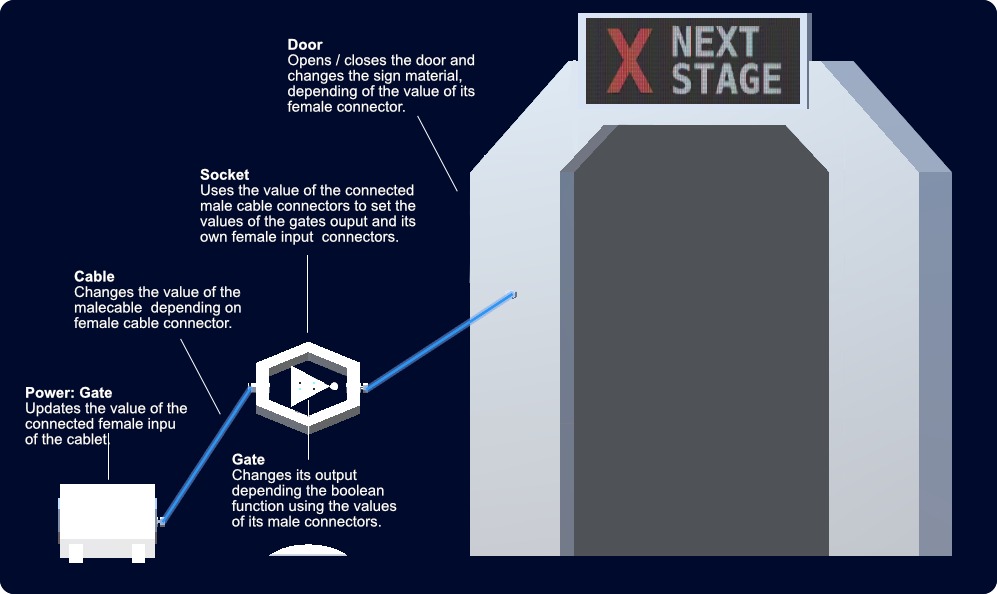 X NEXT
STAGE
Door
Opens / closes the door and
changes the sign material,
depending of the value of its
female connector.
Socket
Uses the value of the connected
male cable connectors to set the
values of the gates ouput and its
own female input  connectors.
Cable
Changes the value of the
malecable  depending on
female cable connector.
Power: Gate
Updates the value of the
connected female inpu
of the cablet.
Gate
Changes its output
depending the boolean
function using the values
of its male connectors.